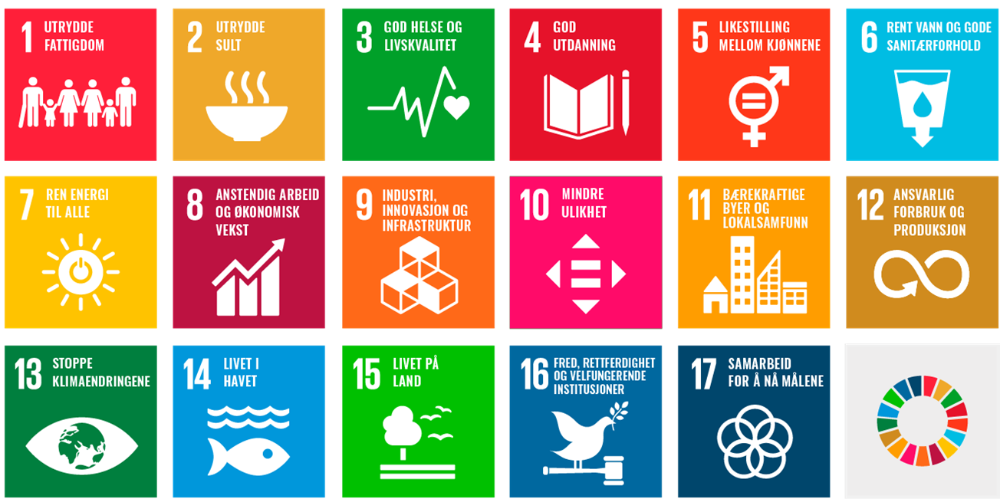 1 UTRYDDE
FATTIGDOM
2 UTRYDDE
SULT
3 GOD HELSE OG
LIVSKVALITET
4 GOD
UTDANNING
5 LIKESTILLING
MELLOM KJØNNENE
6 RENT VANN OG GODE
SANITÆRFORHOLD
7 REN ENERGI
TIL ALLE
8 ANSTENDIG ARBEID
OG ØKONOMISK
VEKST
9 INDUSTRI,
INNOVASJON OG
INFRASTRUKTUR
10 MINDRE
ULIKHET
11 BÆREKRAFTIGE
BYER OG
LOKALSAMFUNN
12 ANSVARLIG
FORBRUK OG
PRODUKSJON
13 STOPPE
KLIMAENDRINGENE
14 LIVET I
HAVET
15 LIVET PÅ
LAND
16 FRED, RETTFERDIGHET
OG VELFUNGERENDE
INSTITUSJONER
17 SAMARBEID
FOR Å NÅ MÅLENE